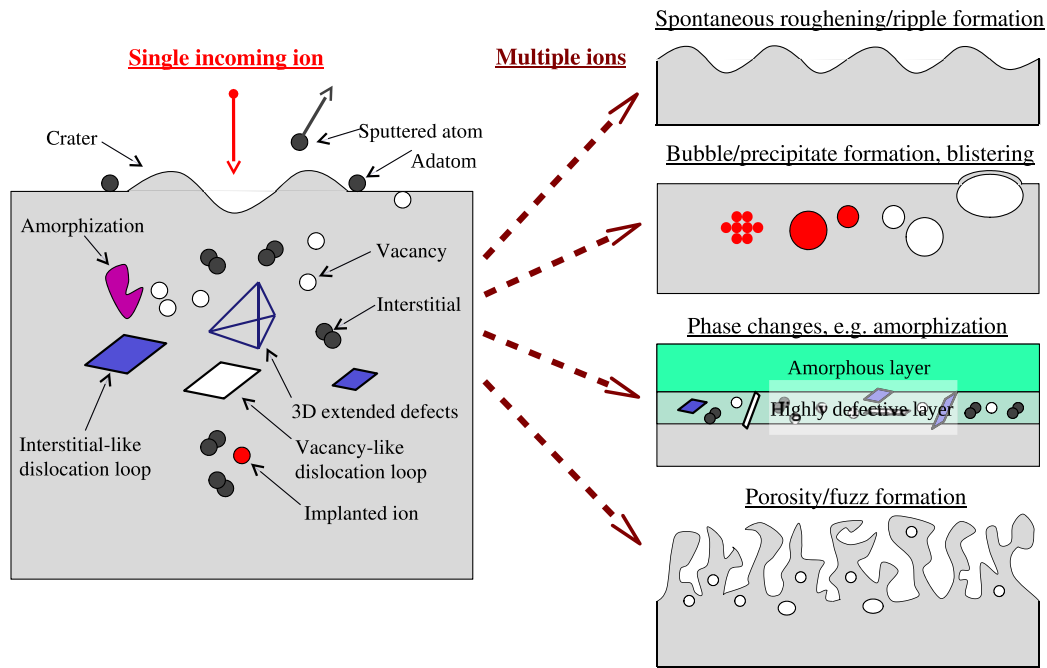 Spontaneous roughening/ripple formation
Single incoming ion
Multiple ions
Crater
Sputtered atom
Adatom
Bubble/precipitate formation, blistering
Amorphization
Vacancy
Interstitial
Phase changes, e.g. amorphization
Amorphous layer
Highly defective layer
3D extended defects
Interstitial-like
dislocation loop
Vacancy-like
dislocation loop
Implanted ion
Porosity/fuzz formation